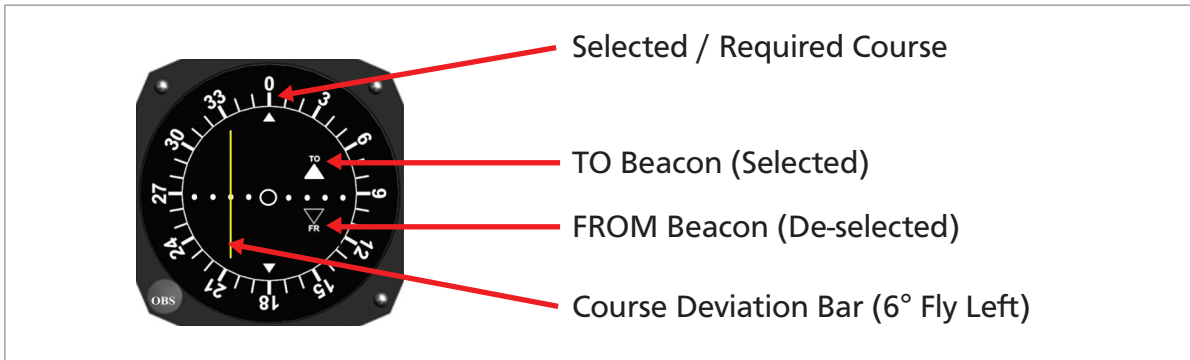 Selected / Required Course
0
33
3
30
6
TO
TO Beacon (Selected)
27
9
FR
FROM Beacon (De-selected)
24
12
21
15
18
OBS
Course Deviation Bar (6° Fly Left)